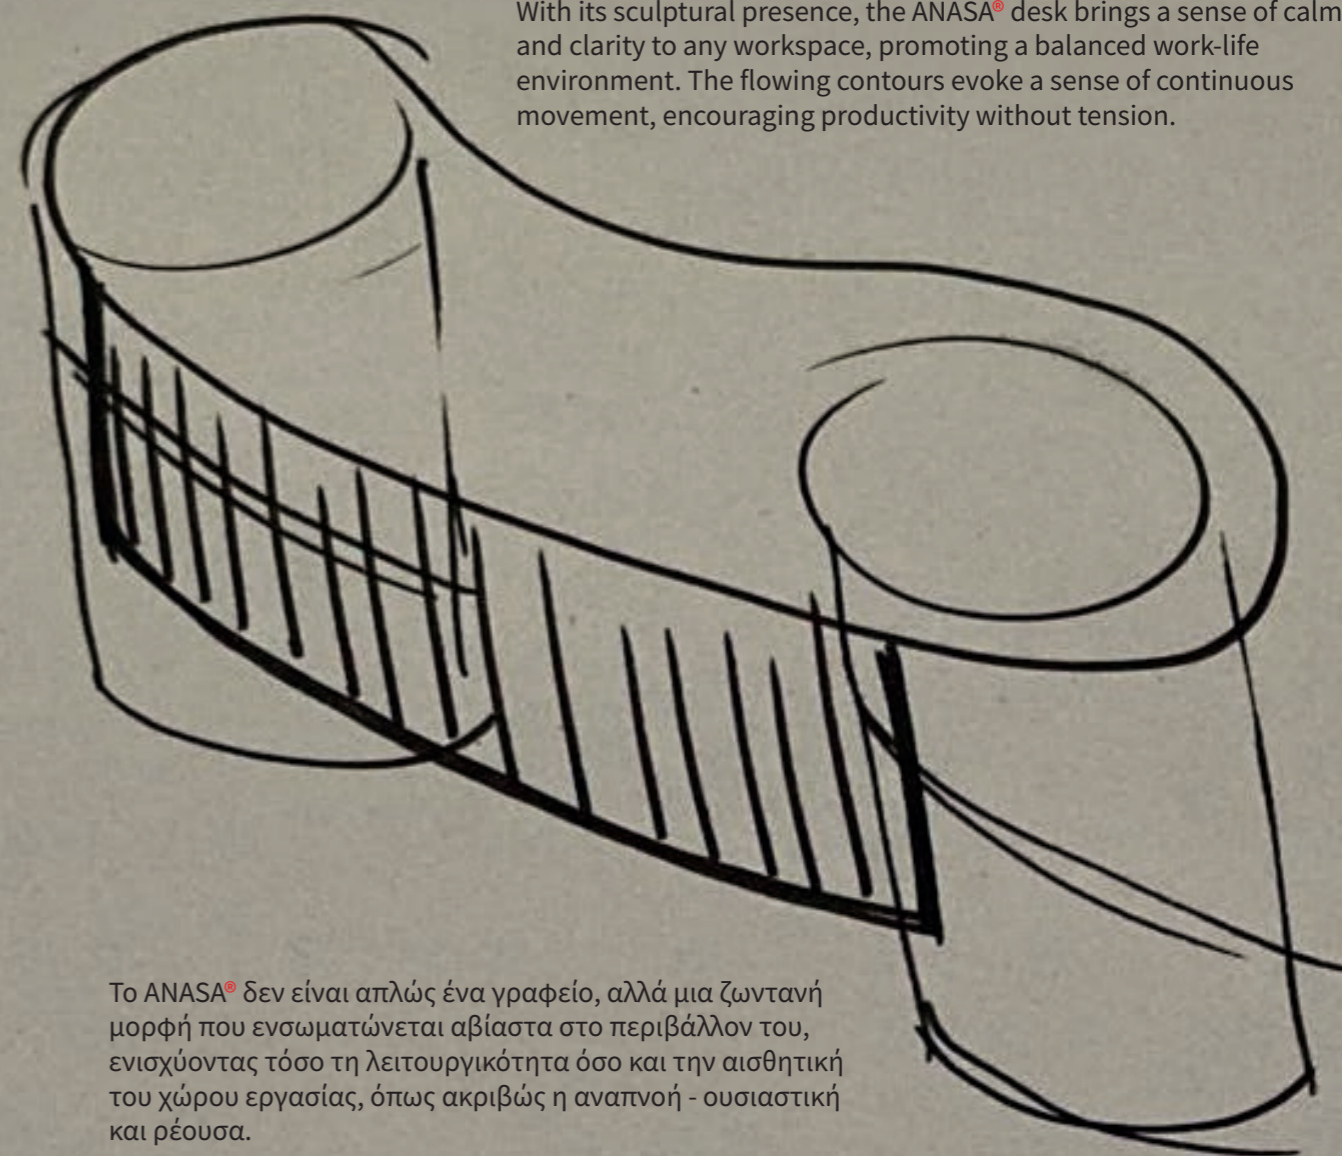 With its sculptural presence, the ANASA® desk brings a sense of calm
and clarity to any workspace, promoting a balanced work-life
environment. The flowing contours evoke a sense of continuous
movement, encouraging productivity without tension.
Το ANASA® δεν είναι απλώς ένα γραφείο, αλλά μια ζωντανή
μορφή που ενσωματώνεται αβίαστα στο περιβάλλον του,
ενισχύοντας τόσο τη λειτουργικότητα όσο και την αισθητική
του χώρου εργασίας, όπως ακριβώς η αναπνοή - ουσιαστική
και ρέουσα.